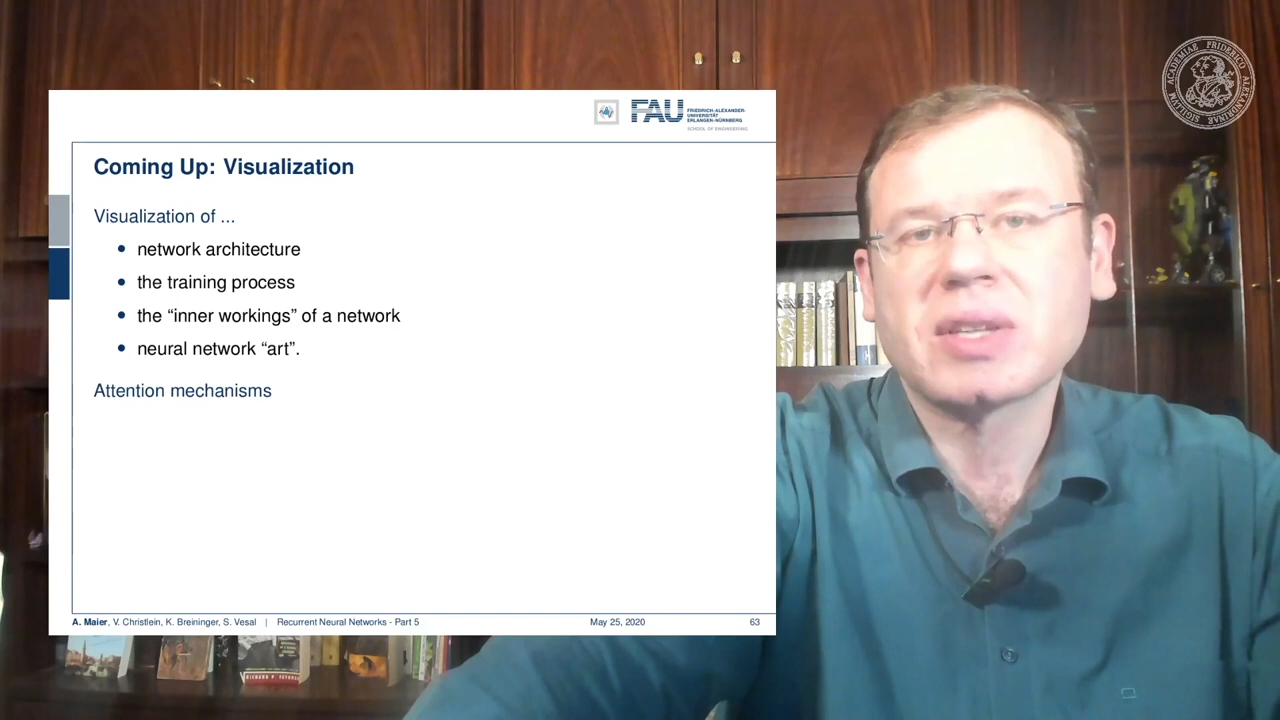 FAU
FRIEDRICH-ALEXANDER-
UNIVERSITÄT
ERLANGEN-NÜRNBERG
SCHOOL OF ENGINEERING
Coming Up: Visualization
Visualization of ...
• network architecture
• the training process
• the “inner workings” of a network
• neural network “art”.
Attention mechanisms
A. Maier, V. Christlein, K. Breininger, S. Vesal | Recurrent Neural Networks - Part 5
May 25, 2020
63